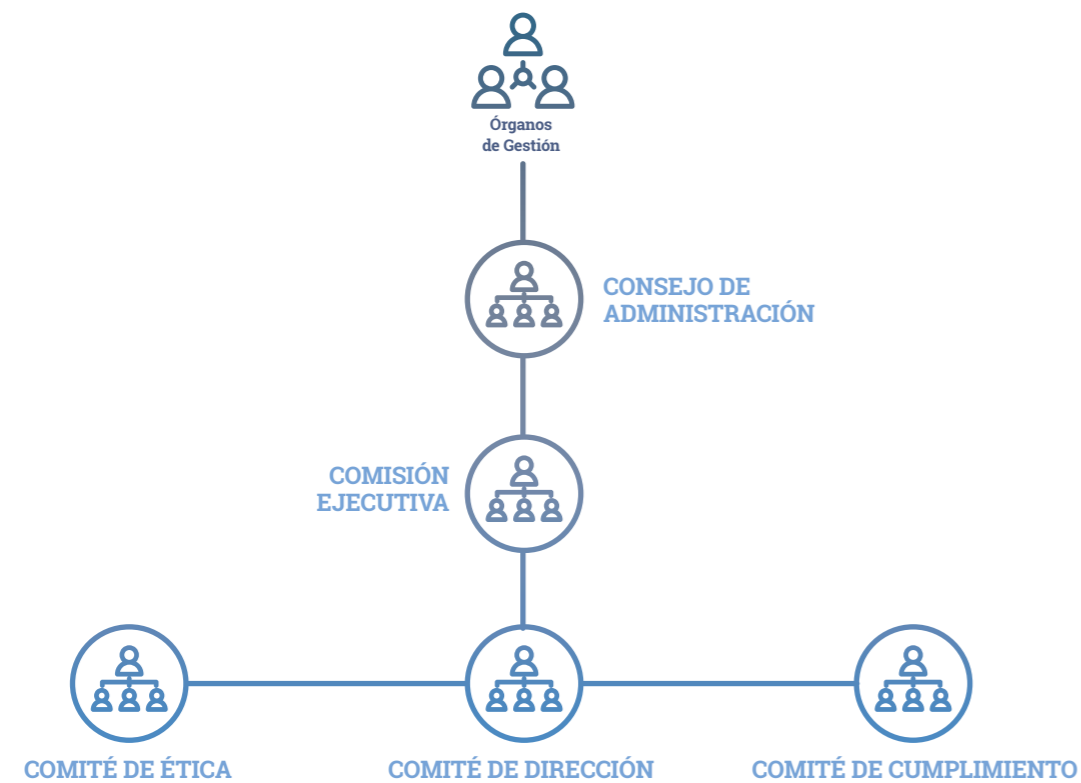 Órganos
de Gestión
CONSEJO DE
ADMINISTRACIÓN
COMISIÓN
EJECUTIVA
COMITÉ DE ÉTICA
COMITÉ DE DIRECCIÓN
COMITÉ DE CUMPLIMIENTO